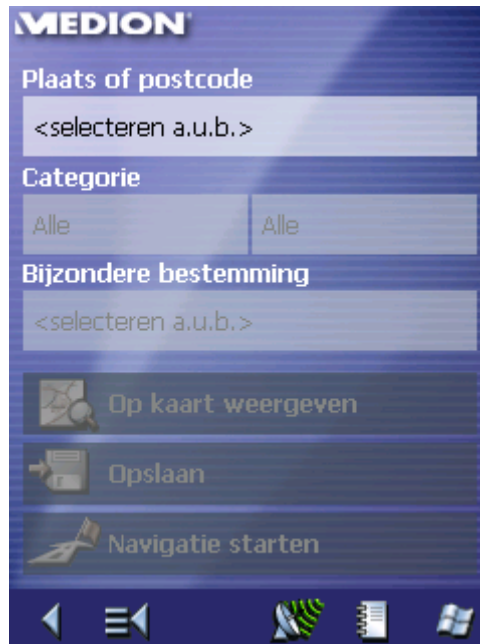 MEDION
Plaats of postcode
<selecteren a.u.b.>
Categorie
Alle Alle
Bijzondere bestemming
<selecteren a.u.b.>
Op kaart weergeven
Opslaan
Navigatie starten